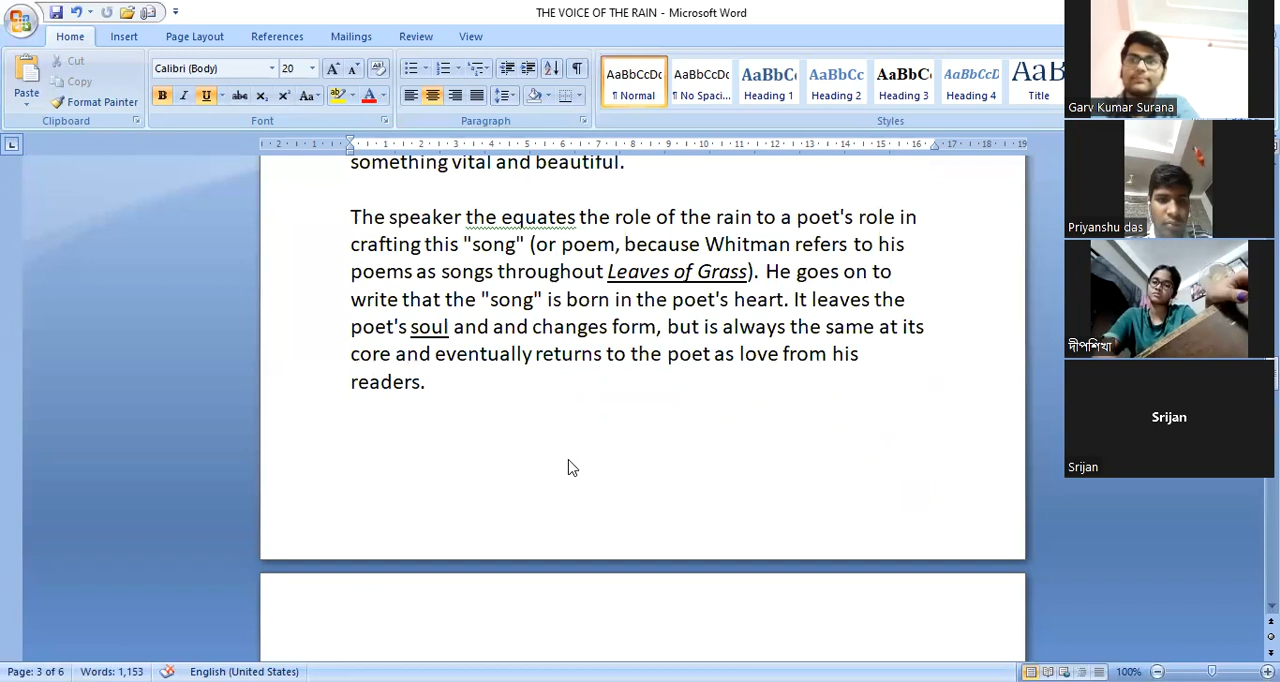 THE VOICE OF THE RAIN - Microsoft Word
Home Insert Page Layout References Mailings Review View
Paste
Cut
Copy
Format Painter
Clipboard
Calibri (Body) 20
Font
Paragraph
AaBbCcDc AaBbCcDc AaBbC( AaBbCc AaBbC( AaBbCcD AaB
¶ Normal ¶ No Spaci... Heading 1 Heading 2 Heading 3 Heading 4 Title
Styles
something vital and beautiful.
The speaker the equates the role of the rain to a poet's role in
crafting this "song" (or poem, because Whitman refers to his
poems as songs throughout Leaves of Grass). He goes on to
write that the "song" is born in the poet's heart. It leaves the
poet's soul and and changes form, but is always the same at its
core and eventually returns to the poet as love from his
readers.
Garv Kumar Surana
Priyanshu das
দীপশিখা
Srijan
Srijan
Page: 3 of 6 Words: 1,153 English (United States) 100%